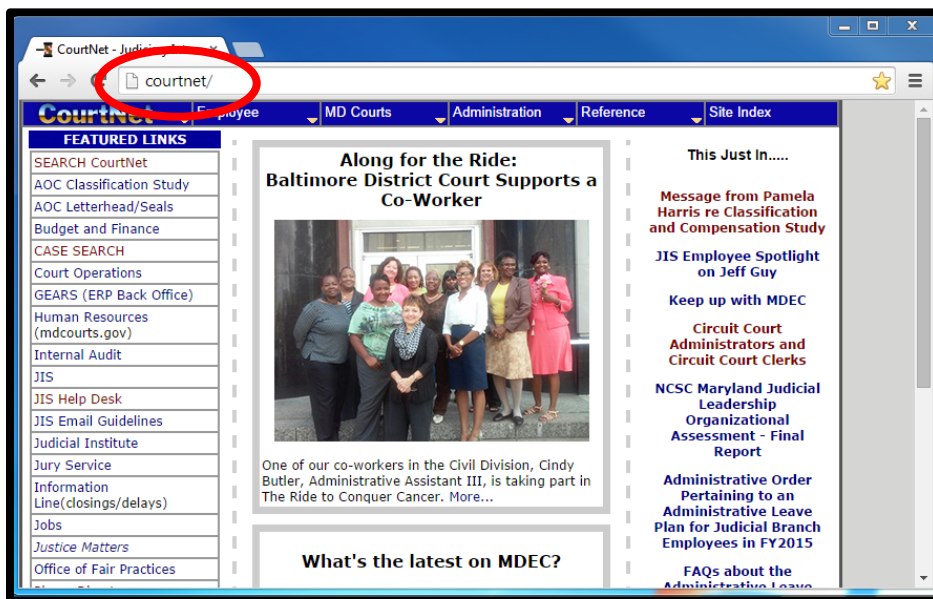 CourtNet - Judiciary Int
courtnet/
CourtNet
Employee
MD Courts
Administration
Reference
Site Index
FEATURED LINKS
SEARCH CourtNet
AOC Classification Study
AOC Letterhead/Seals
Budget and Finance
CASE SEARCH
Court Operations
GEARS (ERP Back Office)
Human Resources
(mdcourts.gov)
Internal Audit
JIS
JIS Help Desk
JIS Email Guidelines
Judicial Institute
Jury Service
Information
Line(closings/delays)
Jobs
Justice Matters
Office of Fair Practices
Along for the Ride:
Baltimore District Court Supports a
Co-Worker
One of our co-workers in the Civil Division, Cindy
Butler, Administrative Assistant III, is taking part in
The Ride to Conquer Cancer. More...
What's the latest on MDEC?
This Just In.....
Message from Pamela
Harris re Classification
and Compensation Study
JIS Employee Spotlight
on Jeff Guy
Keep up with MDEC
Circuit Court
Administrators and
Circuit Court Clerks
NCSC Maryland Judicial
Leadership
Organizational
Assessment - Final
Report
Administrative Order
Pertaining to an
Administrative Leave
Plan for Judicial Branch
Employees in FY2015
FAQs about the
Administrative Leave